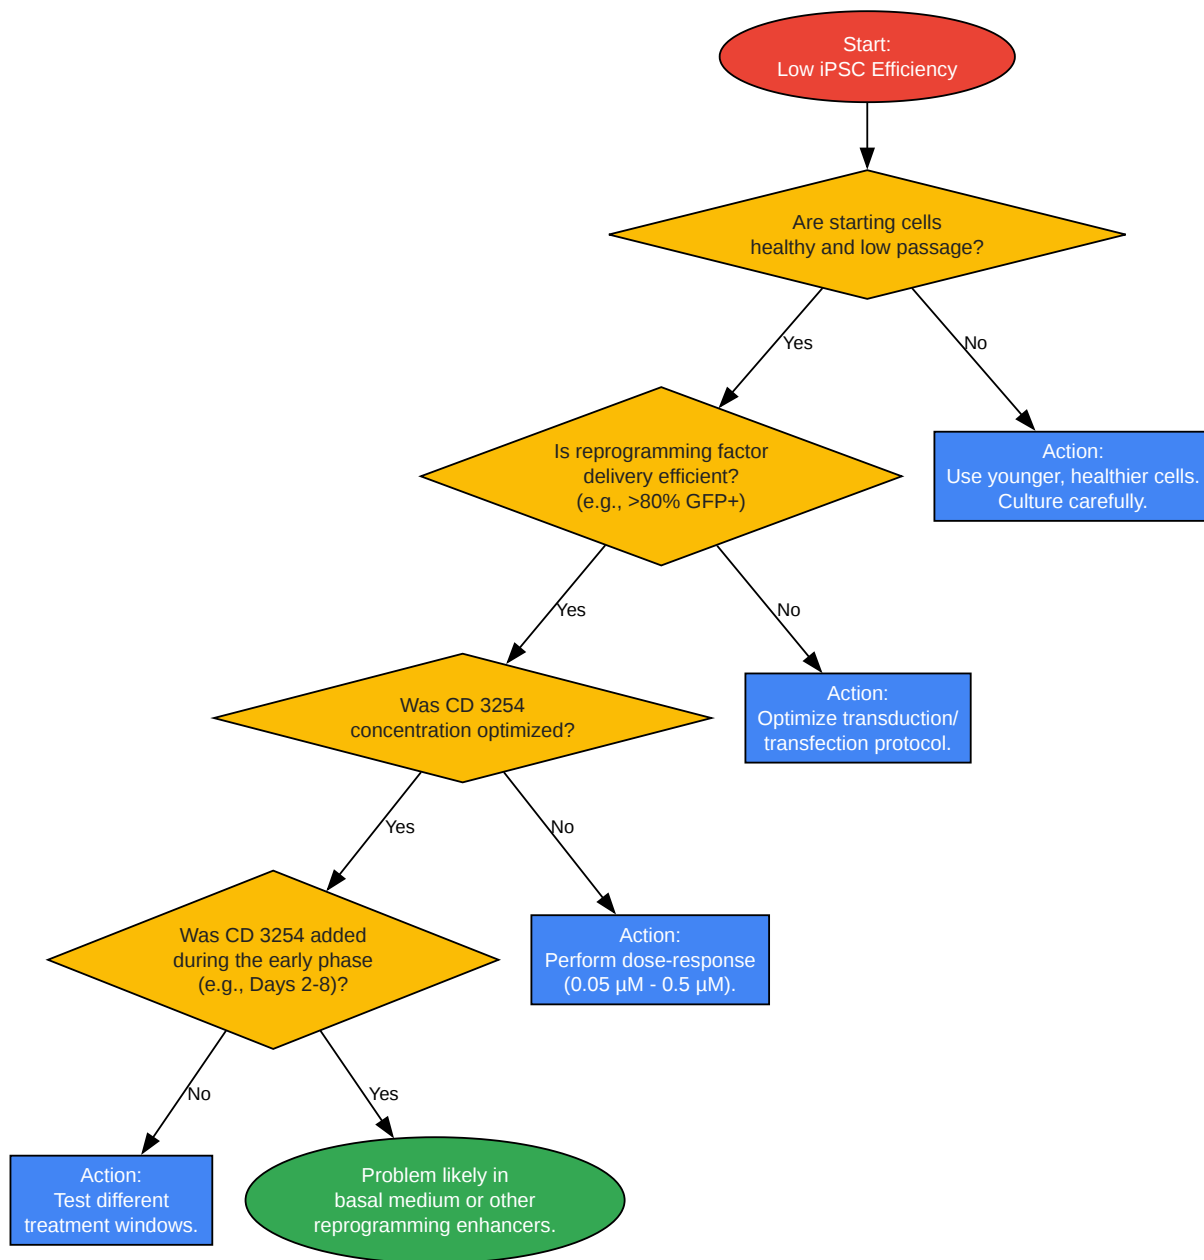 Start:
Low iPSC Efficiency
Are starting cells
healthy and low passage?
Yes
No
Is reprogramming factor
delivery efficient?
(e.g., >80% GFP+)
Action:
Use younger, healthier cells.
Culture carefully.
Yes
No
Was CD 3254
concentration optimized?
Action:
Optimize transduction/
transfection protocol.
Yes
No
Was CD 3254 added
during the early phase
(e.g., Days 2-8)?
Action:
Perform dose-response
(0.05 µM - 0.5 µM).
No
Yes
Action:
Test different
treatment windows.
Problem likely in
basal medium or other
reprogramming enhancers.